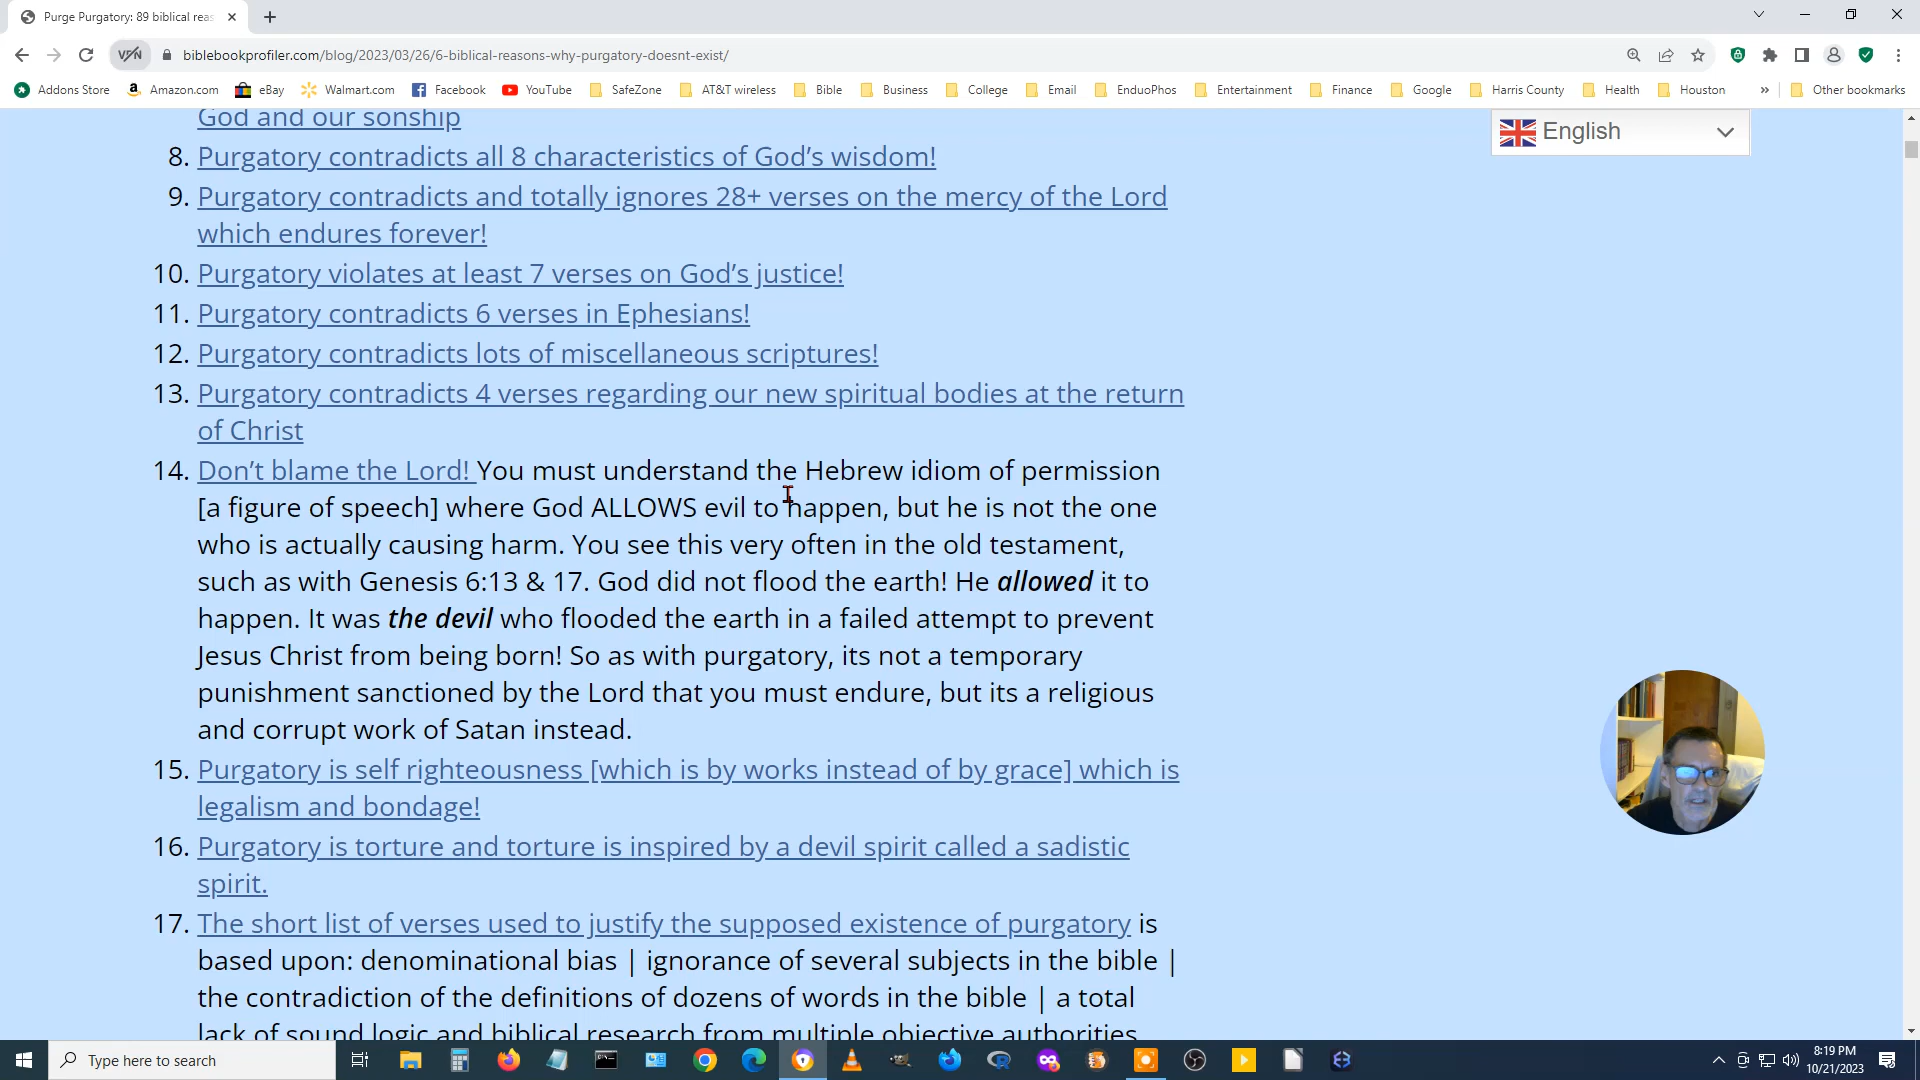 Purge Purgatory: 89 biblical reas
biblebookprofiler.com/blog/2023/03/26/6-biblical-reasons-why-purgatory-doesnt-exist/
Addons Store Amazon.com eBay Walmart.com Facebook YouTube SafeZone AT&T wireless Bible Business College Email EnduoPhos Entertainment Finance Google Harris County Health Houston » Other bookmarks
English
God and our sonship
8. Purgatory contradicts all 8 characteristics of God’s wisdom!
9. Purgatory contradicts and totally ignores 28+ verses on the mercy of the Lord
which endures forever!
10. Purgatory violates at least 7 verses on God’s justice!
11. Purgatory contradicts 6 verses in Ephesians!
12. Purgatory contradicts lots of miscellaneous scriptures!
13. Purgatory contradicts 4 verses regarding our new spiritual bodies at the return
of Christ
14. Don’t blame the Lord! You must understand the Hebrew idiom of permission
[a figure of speech] where God ALLOWS evil to happen, but he is not the one
who is actually causing harm. You see this very often in the old testament,
such as with Genesis 6:13 & 17. God did not flood the earth! He allowed it to
happen. It was the devil who flooded the earth in a failed attempt to prevent
Jesus Christ from being born! So as with purgatory, its not a temporary
punishment sanctioned by the Lord that you must endure, but its a religious
and corrupt work of Satan instead.
15. Purgatory is self righteousness [which is by works instead of by grace] which is
legalism and bondage!
16. Purgatory is torture and torture is inspired by a devil spirit called a sadistic
spirit.
17. The short list of verses used to justify the supposed existence of purgatory is
based upon: denominational bias | ignorance of several subjects in the bible |
the contradiction of the definitions of dozens of words in the bible | a total
lack of sound logic and biblical research from multiple objective authorities
Type here to search
8:19 PM
10/21/2023